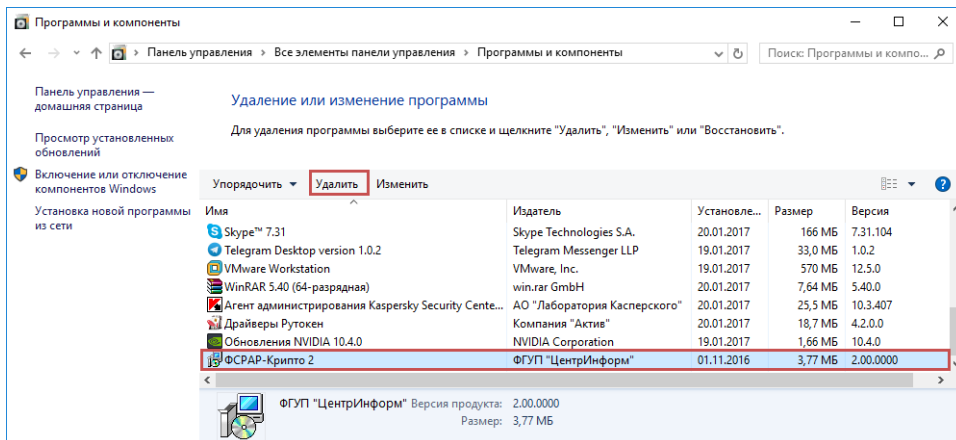 Программы и компоненты
Панель управления > Все элементы панели управления > Программы и компоненты
Поиск: Программы и компо...
Панель управления —
домашняя страница
Просмотр установленных
обновлений
Включение или отключение
компонентов Windows
Установка новой программы
из сети
Удаление или изменение программы
Для удаления программы выберите ее в списке и щелкните "Удалить", "Изменить" или "Восстановить".
Упорядочить Удалить Изменить
Имя Издатель Установле... Размер Версия
Skype™ 7.31 Skype Technologies S.A. 20.01.2017 166 МБ 7.31.104
Telegram Desktop version 1.0.2 Telegram Messenger LLP 19.01.2017 33,0 МБ 1.0.2
VMware Workstation VMware, Inc. 19.01.2017 570 МБ 12.5.0
WinRAR 5.40 (64-разрядная) win.rar GmbH 20.01.2017 7,64 МБ 5.40.0
Агент администрирования Kaspersky Security Cente... АО "Лаборатория Касперского" 20.01.2017 25,5 МБ 10.3.407
Драйверы Рутокен Компания "Актив" 20.01.2017 18,7 МБ 4.2.0.0
Обновления NVIDIA 10.4.0 NVIDIA Corporation 19.01.2017 1,66 МБ 10.4.0
ФСРАР-Крипто 2 ФГУП "ЦентрИнформ" 01.11.2016 3,77 МБ 2.00.0000
ФГУП "ЦентрИнформ" Версия продукта: 2.00.0000
Размер: 3,77 МБ